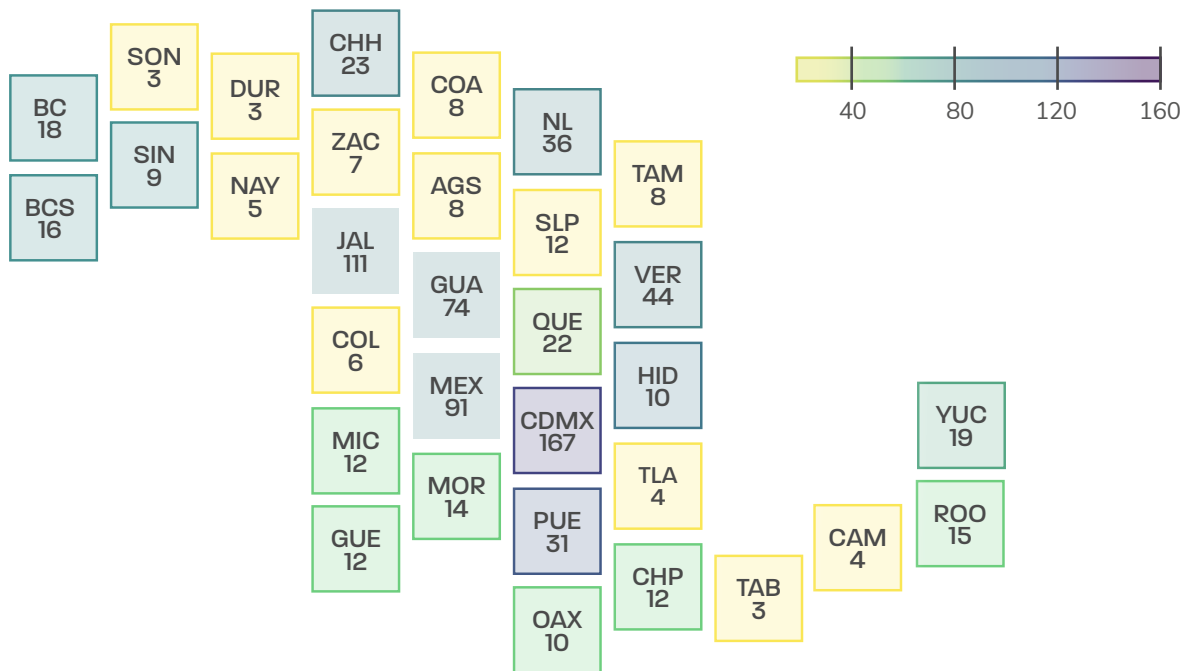 CHH
23
SON
3
DUR
3
COA
8
BC
18
NL
36
40
80
120
160
SIN
9
ZAC
7
TAM
8
BCS
16
NAY
5
AGS
8
SLP
12
JAL
111
GUA
74
VER
44
COL
6
QUE
22
MEX
91
HID
10
MIC
12
CDMX
167
YUC
19
MOR
14
TLA
4
GUE
12
PUE
31
ROO
15
CHP
12
CAM
4
TAB
3
OAX
10